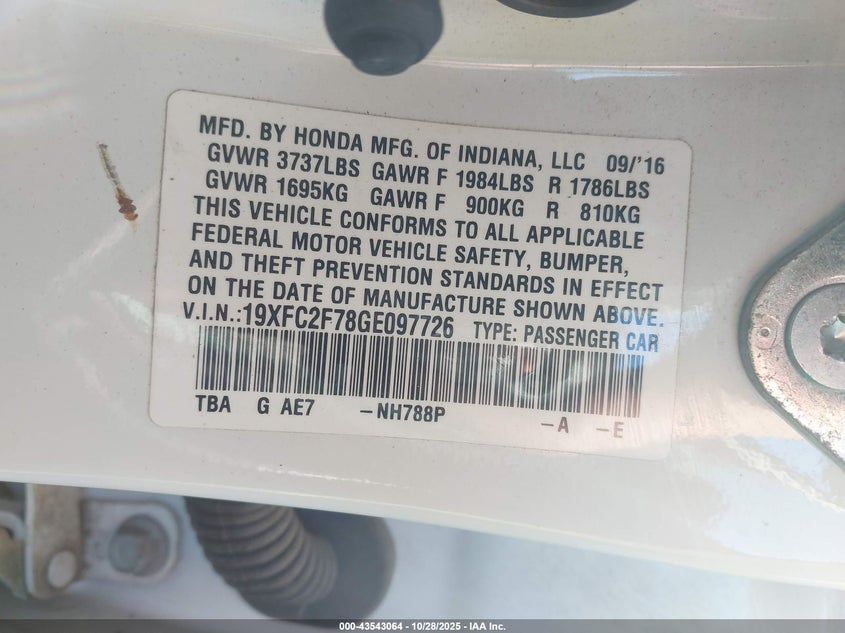 MFD. BY HONDA MFG. OF INDIANA, LLC 09/'16
GVWR 3737LBS GAWR F 1984LBS R 1786LBS
GVWR 1695KG GAWR F 900KG R 810KG
THIS VEHICLE CONFORMS TO ALL APPLICABLE
FEDERAL MOTOR VEHICLE SAFETY, BUMPER,
AND THEFT PREVENTION STANDARDS IN EFFECT
ON THE DATE OF MANUFACTURE SHOWN ABOVE.
V.I.N.:19XFC2F78GE097726 TYPE: PASSENGER CAR
TBA G AE7 -NH788P -A -E
000-43543064 | 10/28/2025 - IAA Inc.